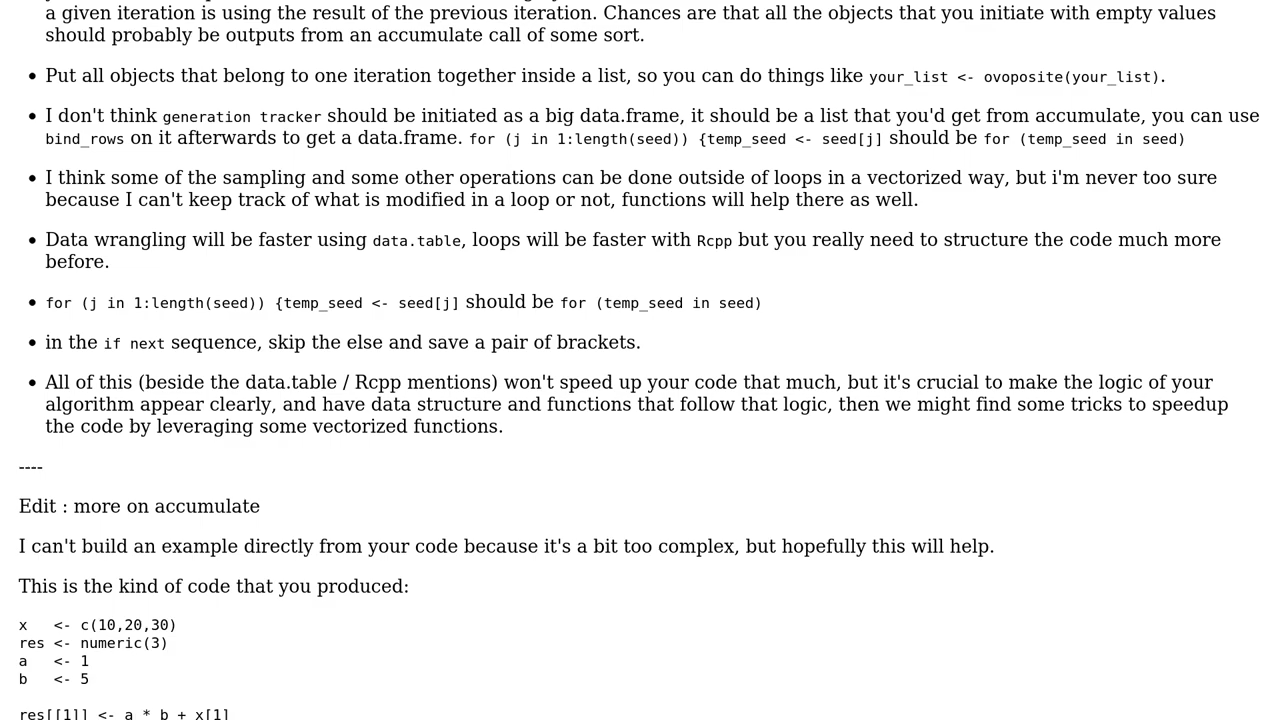 a given iteration is using the result of the previous iteration. Chances are that all the objects that you initiate with empty values
should probably be outputs from an accumulate call of some sort.
• Put all objects that belong to one iteration together inside a list, so you can do things like your_list <- ovoposite(your_list).
• I don't think generation tracker should be initiated as a big data.frame, it should be a list that you'd get from accumulate, you can use
bind_rows on it afterwards to get a data.frame. for (j in 1:length(seed)) {temp_seed <- seed[j] should be for (temp_seed in seed)
• I think some of the sampling and some other operations can be done outside of loops in a vectorized way, but i'm never too sure
because I can't keep track of what is modified in a loop or not, functions will help there as well.
• Data wrangling will be faster using data.table, loops will be faster with Rcpp but you really need to structure the code much more
before.
• for (j in 1:length(seed)) {temp_seed <- seed[j] should be for (temp_seed in seed)
• in the if next sequence, skip the else and save a pair of brackets.
• All of this (beside the data.table / Rcpp mentions) won't speed up your code that much, but it's crucial to make the logic of your
algorithm appear clearly, and have data structure and functions that follow that logic, then we might find some tricks to speedup
the code by leveraging some vectorized functions.
----
Edit : more on accumulate
I can't build an example directly from your code because it's a bit too complex, but hopefully this will help.
This is the kind of code that you produced:
x   <- c(10,20,30)
res <- numeric(3)
a   <- 1
b   <- 5
res[[1]] <- a * b + x[1]